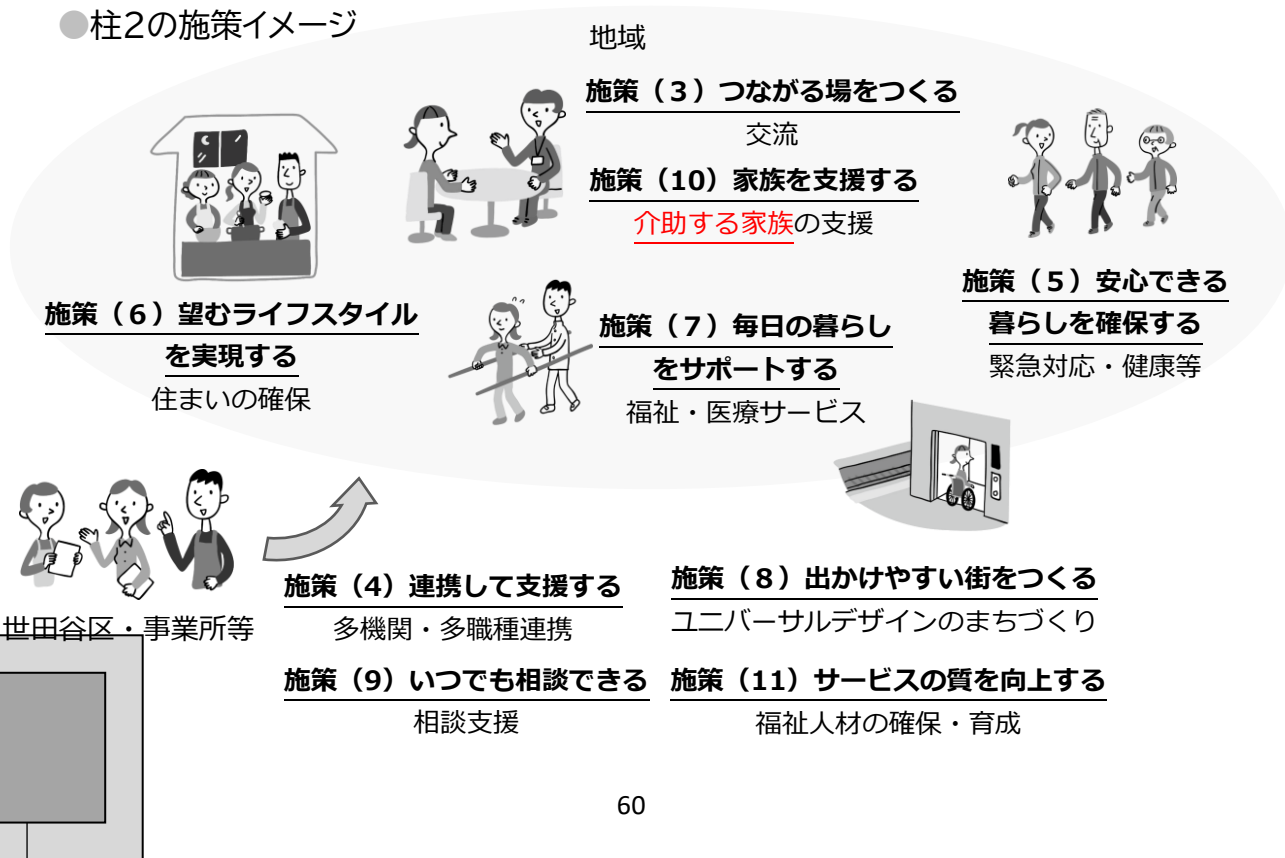 ●柱2の施策イメージ
地域
施策（3）つながる場をつくる
交流
施策（10）家族を支援する
介助する家族の支援
施策（5）安心できる
暮らしを確保する
緊急対応・健康等
施策（6）望むライフスタイル
を実現する
住まいの確保
施策（7）毎日の暮らし
をサポートする
福祉・医療サービス
世田谷区・事業所等
施策（4）連携して支援する
多機関・多職種連携
施策（8）出かけやすい街をつくる
ユニバーサルデザインのまちづくり
施策（9）いつでも相談できる
相談支援
施策（11）サービスの質を向上する
福祉人材の確保・育成
60